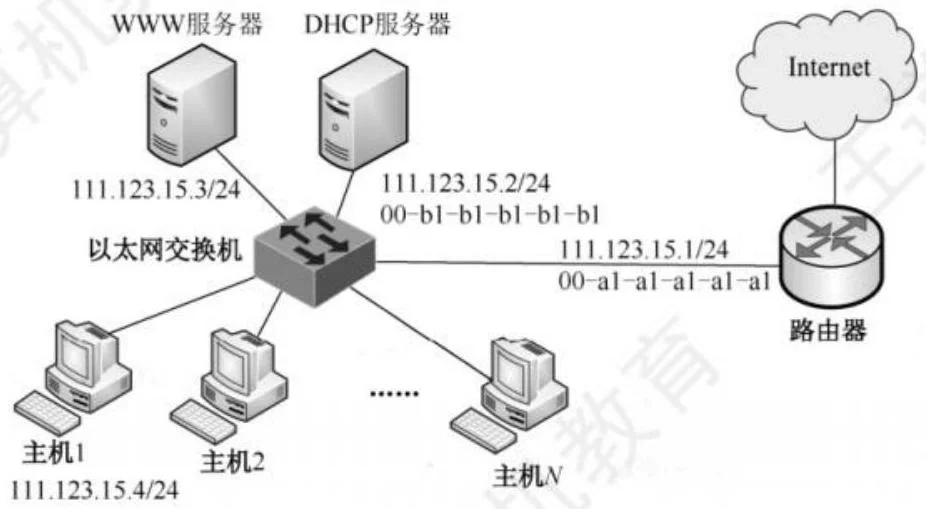 WWW服务器
DHCP服务器
Internet
111.123.15.3/24
111.123.15.2/24
00-b1-b1-b1-b1-b1
以太网交换机
111.123.15.1/24
00-a1-a1-a1-a1-a1
路由器
......
主机1
主机2
主机N
111.123.15.4/24
机教育